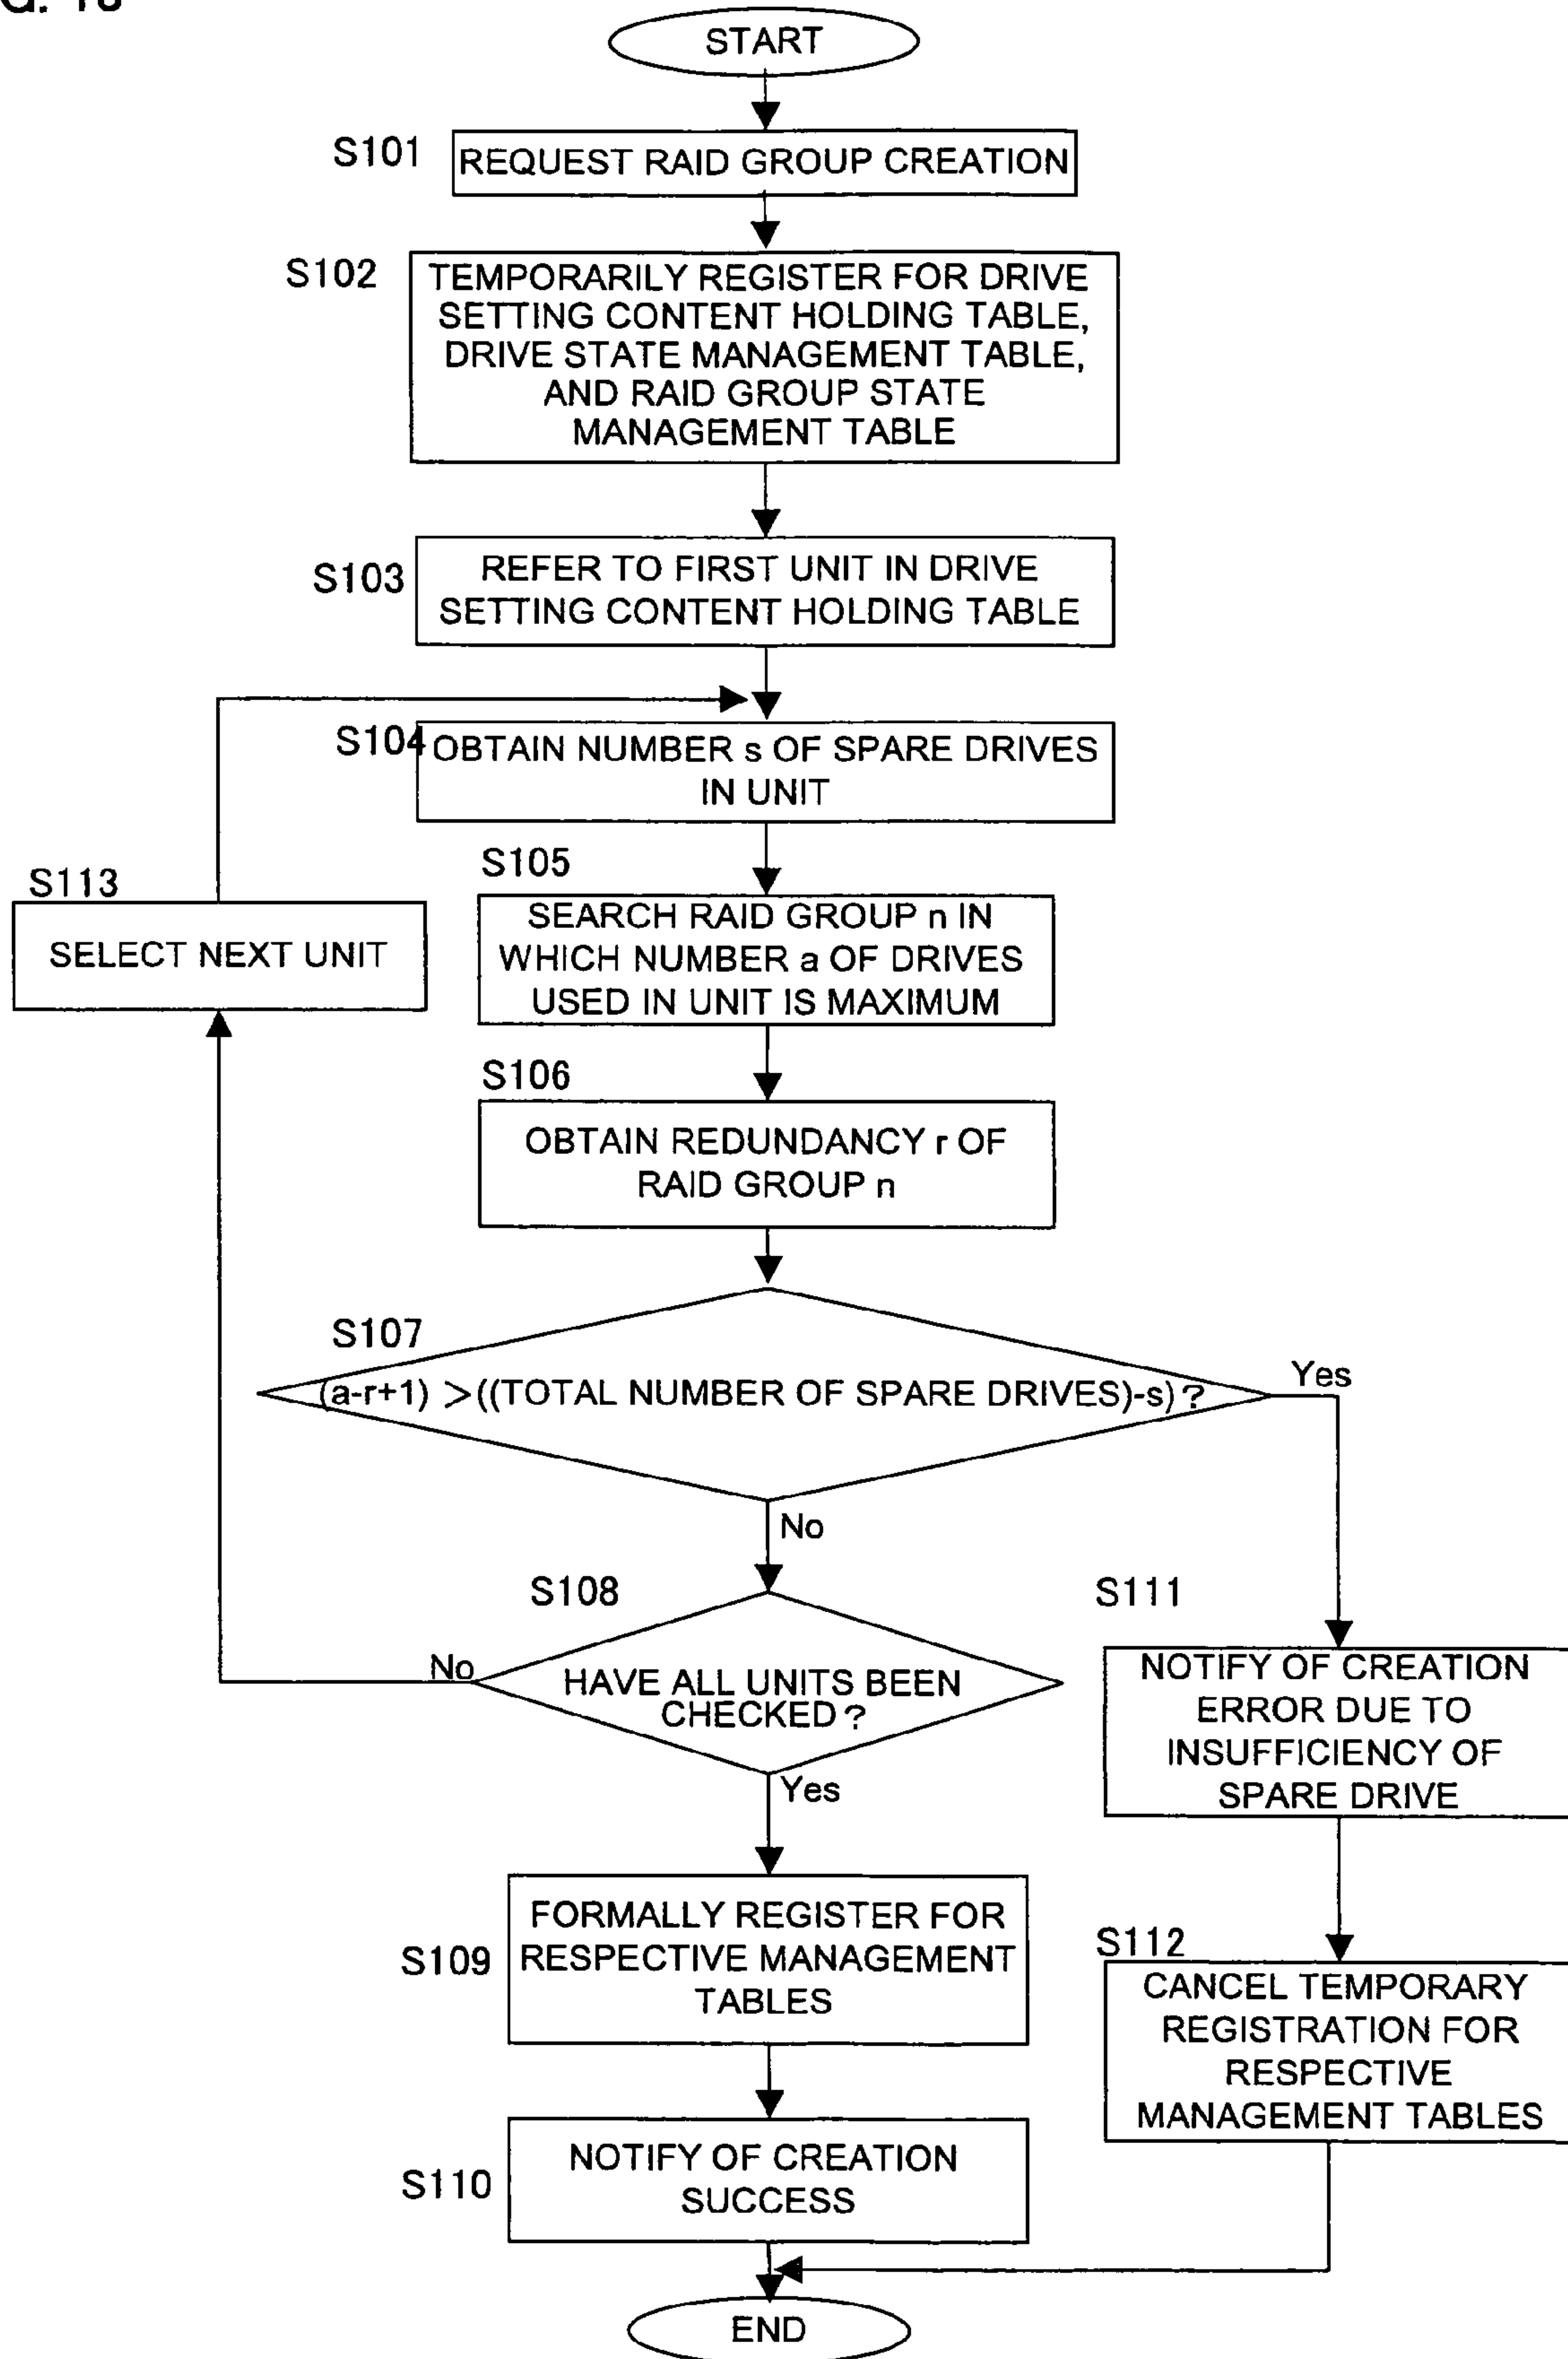 START
S101
REQUEST RAID GROUP CREATION
S102
TEMPORARILY REGISTER FOR DRIVE
SETTING CONTENT HOLDING TABLE,
DRIVE STATE MANAGEMENT TABLE,
AND RAID GROUP STATE
MANAGEMENT TABLE
S103
REFER TO FIRST UNIT IN DRIVE
SETTING CONTENT HOLDING TABLE
S104
OBTAIN NUMBER s OF SPARE DRIVES
IN UNIT
S105
SEARCH RAID GROUP n IN
WHICH NUMBER a OF DRIVES
USED IN UNIT IS MAXIMUM
S113
SELECT NEXT UNIT
S106
OBTAIN REDUNDANCY r OF
RAID GROUP n
S107
(a-r+1) >((TOTAL NUMBER OF SPARE DRIVES)-s)?
Yes
No
S108
HAVE ALL UNITS BEEN
CHECKED?
No
Yes
S111
NOTIFY OF CREATION
ERROR DUE TO
INSUFFICIENCY OF
SPARE DRIVE
S109
FORMALLY REGISTER FOR
RESPECTIVE MANAGEMENT
TABLES
S112
CANCEL TEMPORARY
REGISTRATION FOR
RESPECTIVE
MANAGEMENT TABLES
S110
NOTIFY OF CREATION
SUCCESS
END